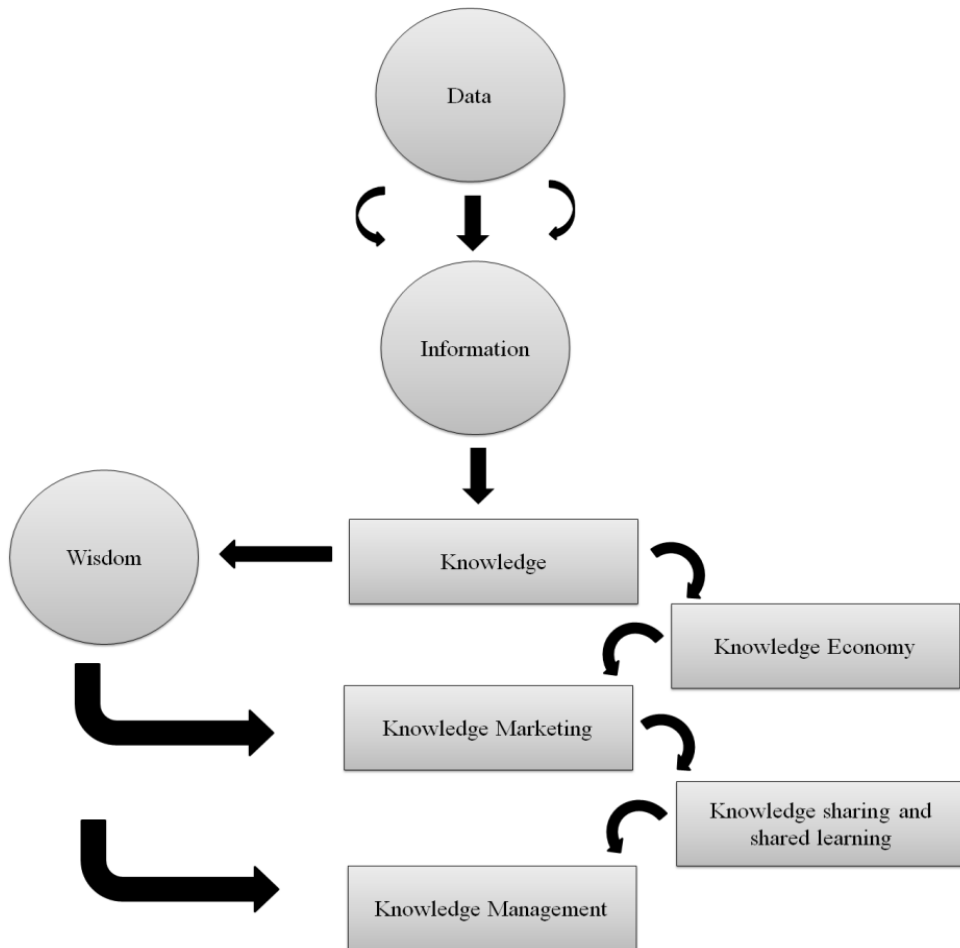 Data
Information
Wisdom
Knowledge
Knowledge Economy
Knowledge Marketing
Knowledge sharing and
shared learning
Knowledge Management